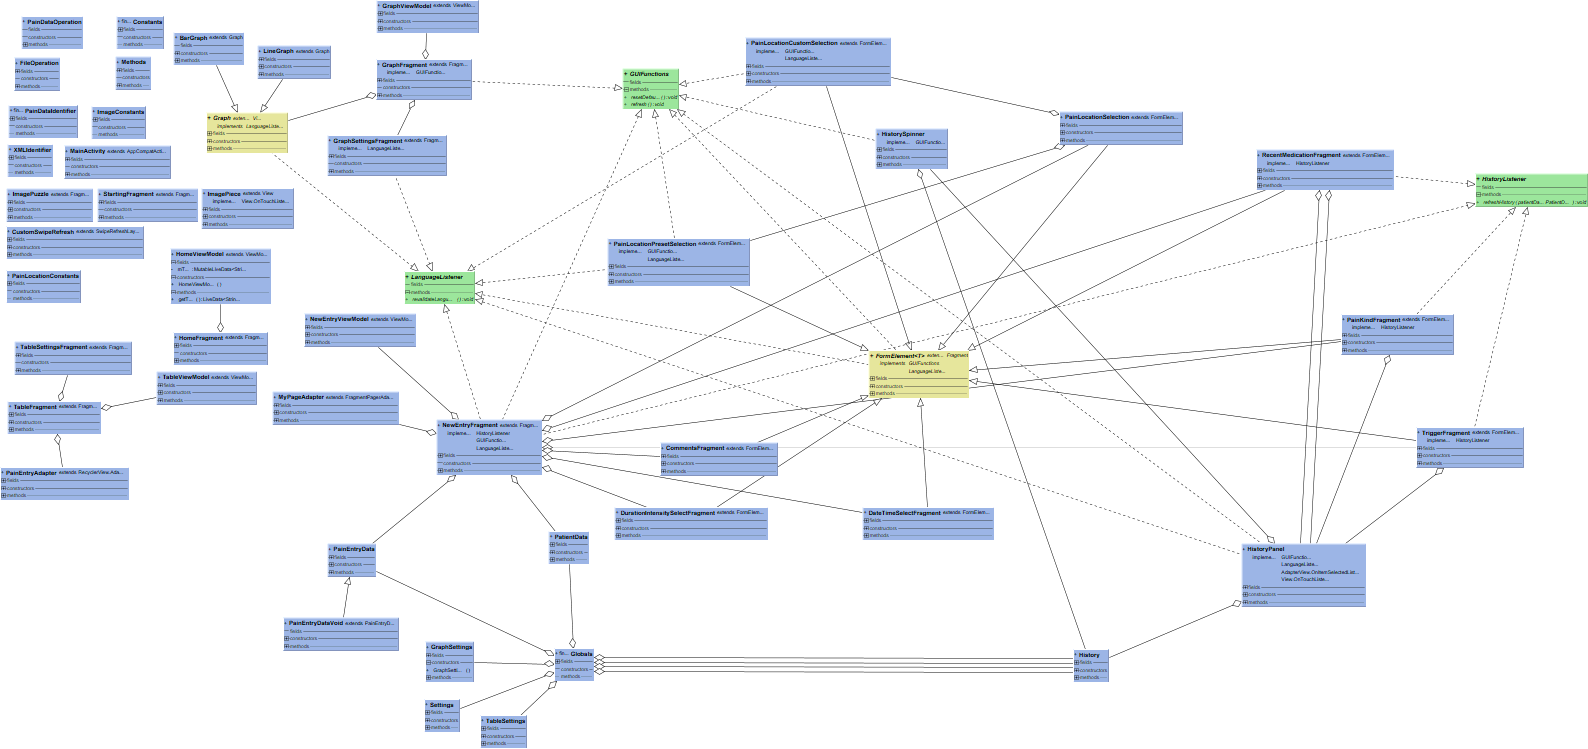 PainDataOperation
fields
constructors
methods
Constants
fields
constructors
methods
BarGraph extends Graph
fields
constructors
methods
LineGraph extends Graph
fields
constructors
methods
GraphViewModel extends ViewMo...
fields
constructors
methods
FileOperation
fields
constructors
methods
Methods
fields
constructors
methods
GraphFragment extends Fragm...
impleme... GUIFunctio...
fields
constructors
methods
GUIFunctions
fields
methods
resetDefau... () : void
refresh () : void
PainLocationCustomSelection extends FormElem...
impleme... GUIFunctio...
LanguageListe...
fields
constructors
methods
PainDataIdentifier
fields
constructors
methods
ImageConstants
fields
constructors
methods
Graph exten... Vi...
implements LanguageListe...
fields
constructors
methods
PainLocationSelection extends FormElem...
fields
constructors
methods
XMLIdentifier
fields
constructors
methods
MainActivity extends AppCompatActi...
fields
constructors
methods
GraphSettingsFragment extends Fragm...
impleme... LanguageListe...
fields
constructors
methods
HistorySpinner
impleme... GUIFunctio...
fields
constructors
methods
RecentMedicationFragment extends FormElem...
impleme... HistoryListener
fields
constructors
methods
HistoryListener
fields
methods
refreshHistory (patientDa... PatientD... ) : void
ImagePuzzle extends Fragm...
fields
constructors
methods
StartingFragment extends Fragm...
fields
constructors
methods
ImagePiece extends View
impleme... View.OnTouchListe...
fields
constructors
methods
CustomSwipeRefresh extends SwipeRefreshLay...
fields
constructors
methods
HomeViewModel extends ViewMo...
fields
mT... : MutableLiveData<Stri...
constructors
HomeViewMo... ()
methods
getT... () : LiveData<Strin...
PainLocationPresetSelection extends FormElem...
impleme... GUIFunctio...
LanguageListe...
fields
constructors
methods
PainLocationConstants
fields
constructors
methods
LanguageListener
fields
methods
revalidateLangu... () : void
NewEntryViewModel extends ViewMo...
fields
constructors
methods
PainKindFragment extends FormElem...
impleme... HistoryListener
fields
constructors
methods
HomeFragment extends Fragm...
fields
constructors
methods
TableSettingsFragment extends Fragm...
fields
constructors
methods
FormElement<T> exten... Fragment
implements GUIFunctions
LanguageListe...
fields
constructors
methods
TableViewModel extends ViewMo...
fields
constructors
methods
MyPageAdapter extends FragmentPagerAda...
fields
constructors
methods
TableFragment extends Fragm...
fields
constructors
methods
NewEntryFragment extends Fragm...
impleme... HistoryListener
GUIFunctio...
LanguageListe...
fields
constructors
methods
TriggerFragment extends FormElem...
impleme... HistoryListener
fields
constructors
methods
CommentsFragment extends FormElem...
fields
constructors
methods
PainEntryAdapter extends RecyclerView.Ada...
fields
constructors
methods
DurationIntensitySelectFragment extends FormElem...
fields
constructors
methods
DateTimeSelectFragment extends FormElem...
fields
constructors
methods
PatientData
fields
constructors
methods
PainEntryData
fields
constructors
methods
HistoryPanel
impleme... GUIFunctio...
LanguageListe...
AdapterView.OnItemSelectedList...
View.OnTouchListe...
fields
constructors
methods
PainEntryDataVoid extends PainEntryD...
fields
constructors
methods
GraphSettings
fields
constructors
GraphSetti... ()
methods
Globals
fields
constructors
methods
History
fields
constructors
methods
Settings
fields
constructors
methods
TableSettings
fields
constructors
methods